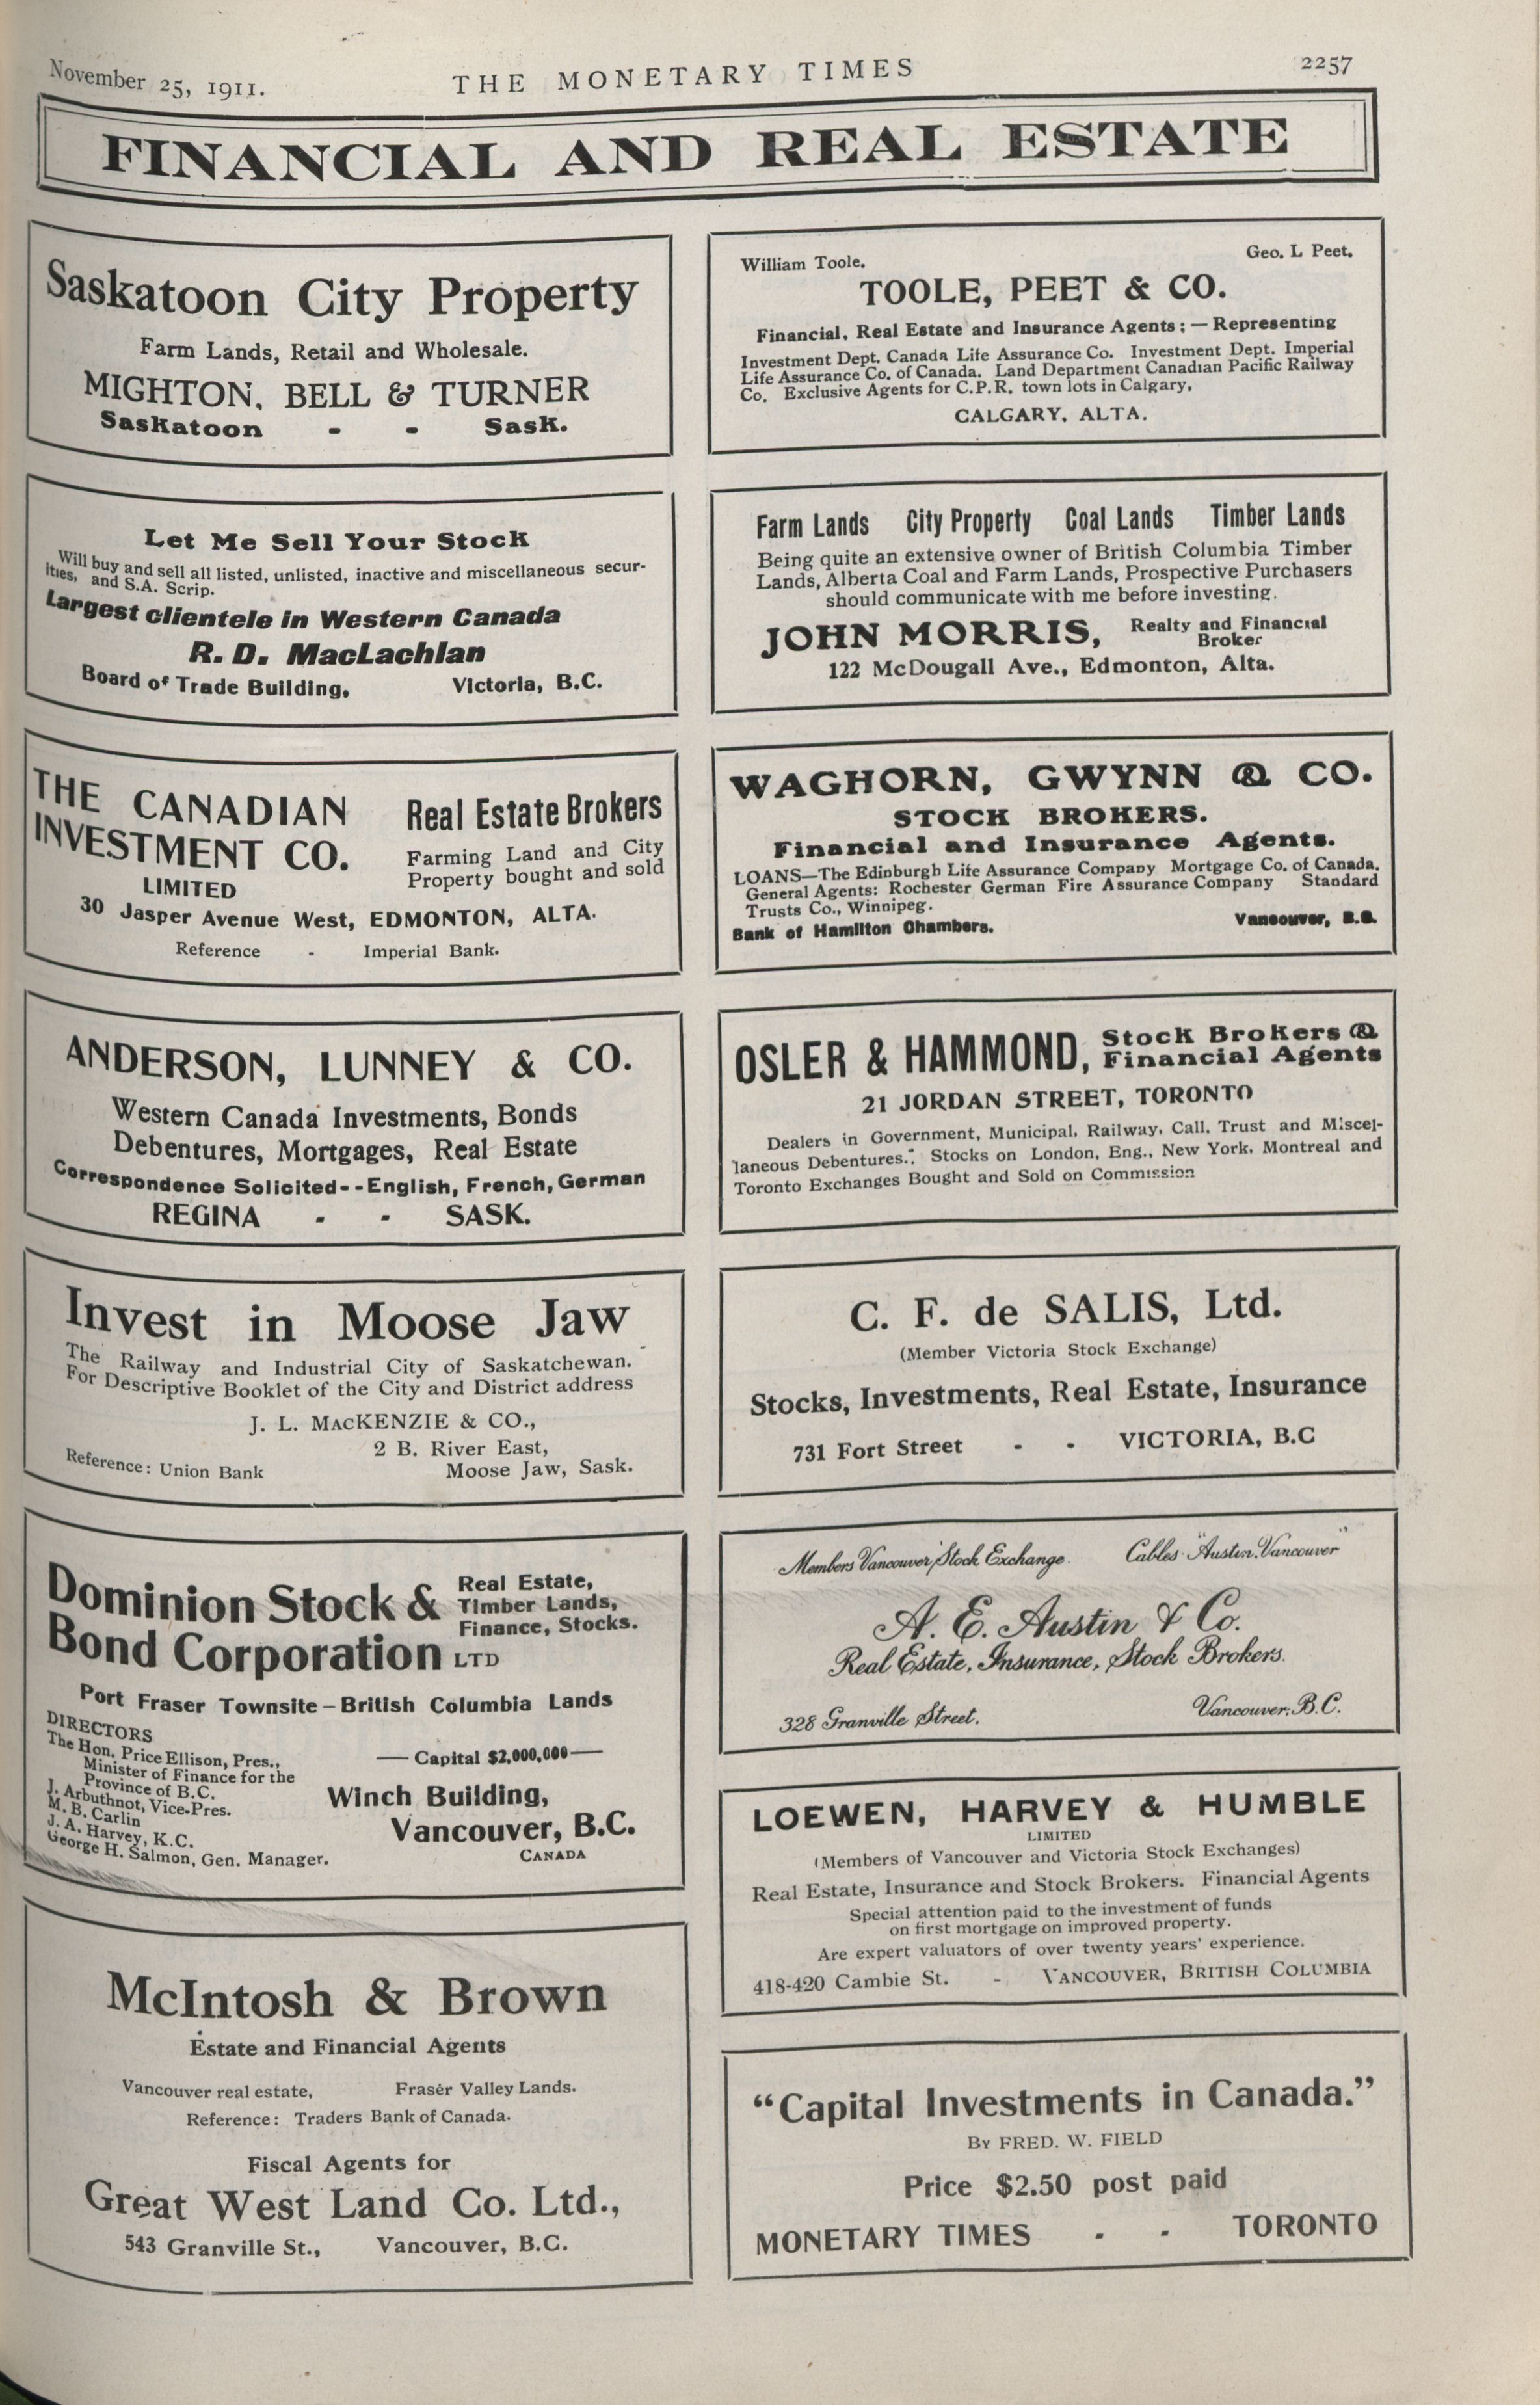 November 25, 1911.
THE MONETARY TIMES
2257
FINANCIAL AND REAL ESTATE
Saskatoon City Property
Farm Lands, Retail and Wholesale.
MIGHTON, BELL & TURNER
Saskatoon - - Sask.
Let Me Sell Your Stock
Will buy and sell all listed, unlisted, inactive and miscellaneous secur-
ities, and S.A. Scrip.
Largest clientele in Western Canada
R. D. MacLachlan
Board of Trade Building, Victoria, B.C.
THE CANADIAN
INVESTMENT CO.
LIMITED
Real Estate Brokers
Farming Land and City
Property bought and sold
30 Jasper Avenue West, EDMONTON, ALTA.
Reference - Imperial Bank.
ANDERSON, LUNNEY & CO.
Western Canada Investments, Bonds
Debentures, Mortgages, Real Estate
Correspondence Solicited--English, French, German
REGINA - - SASK.
Invest in Moose Jaw
The Railway and Industrial City of Saskatchewan.
For Descriptive Booklet of the City and District address
J. L. MACKENZIE & CO.,
2 B. River East,
Reference: Union Bank Moose Jaw, Sask.
Dominion Stock &
Bond Corporation LTD
Real Estate,
Timber Lands,
Finance, Stocks.
Port Fraser Townsite-British Columbia Lands
DIRECTORS
The Hon. Price Ellison, Pres.,
Minister of Finance for the
Province of B.C.
J. Arbuthnot, Vice-Pres.
M. B. Carlin
J. A. Harvey, K.C.
George H. Salmon, Gen. Manager.
— Capital $2,000,000 —
Winch Building,
Vancouver, B.C.
CANADA
McIntosh & Brown
Estate and Financial Agents
Vancouver real estate, Fraser Valley Lands.
Reference: Traders Bank of Canada.
Fiscal Agents for
Great West Land Co. Ltd.,
543 Granville St., Vancouver, B.C.
William Toole. Geo. L Peet.
TOOLE, PEET & CO.
Financial, Real Estate and Insurance Agents;—Representing
Investment Dept. Canada Life Assurance Co. Investment Dept. Imperial
Life Assurance Co. of Canada. Land Department Canadian Pacific Railway
Co. Exclusive Agents for C.P.R. town lots in Calgary,
CALGARY, ALTA.
Farm Lands City Property Coal Lands Timber Lands
Being quite an extensive owner of British Columbia Timber
Lands, Alberta Coal and Farm Lands, Prospective Purchasers
should communicate with me before investing.
JOHN MORRIS, Realty and Financial
Broker
122 McDougall Ave., Edmonton, Alta.
WAGHORN, GWYNN & CO.
STOCK BROKERS.
Financial and Insurance Agents.
LOANS—The Edinburgh Life Assurance Company Mortgage Co. of Canada.
General Agents: Rochester German Fire Assurance Company Standard
Trusts Co., Winnipeg.
Bank of Hamilton Chambers. Vancouver, B.C.
OSLER & HAMMOND, Stock Brokers &
Financial Agents
21 JORDAN STREET, TORONTO
Dealers in Government, Municipal, Railway, Call, Trust and Miscel-
laneous Debentures. Stocks on London, Eng., New York, Montreal and
Toronto Exchanges Bought and Sold on Commission
C. F. de SALIS, Ltd.
(Member Victoria Stock Exchange)
Stocks, Investments, Real Estate, Insurance
731 Fort Street - - VICTORIA, B.C
Members Vancouver Stock Exchange. Cables "Austin, Vancouver"
A. E. Austin & Co.
Real Estate, Insurance, Stock Brokers.
328 Granville Street. Vancouver, B.C.
LOEWEN, HARVEY & HUMBLE
LIMITED
(Members of Vancouver and Victoria Stock Exchanges)
Real Estate, Insurance and Stock Brokers. Financial Agents
Special attention paid to the investment of funds
on first mortgage on improved property.
Are expert valuators of over twenty years' experience.
418-420 Cambie St. - VANCOUVER, BRITISH COLUMBIA
"Capital Investments in Canada."
By FRED. W. FIELD
Price $2.50 post paid
MONETARY TIMES - - TORONTO